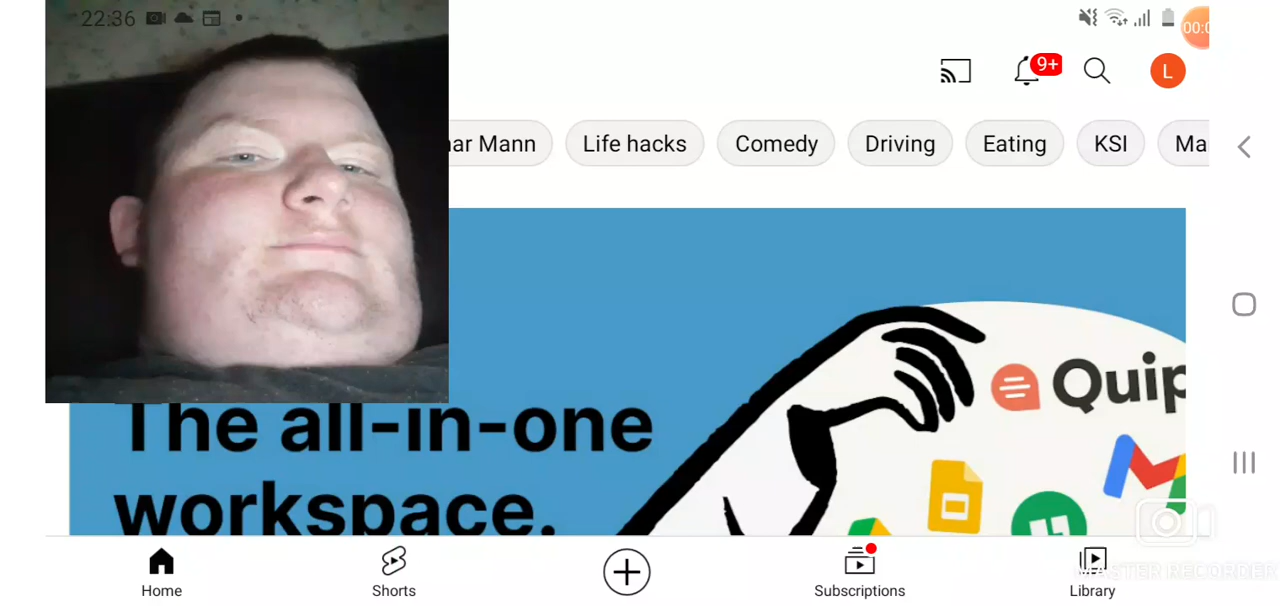 22:36
00:0
9+
L
ar Mann
Life hacks
Comedy
Driving
Eating
KSI
Ma
Quip
The all-in-one
workspace.
Home
Shorts
Subscriptions
Library
MASTER RECORDER